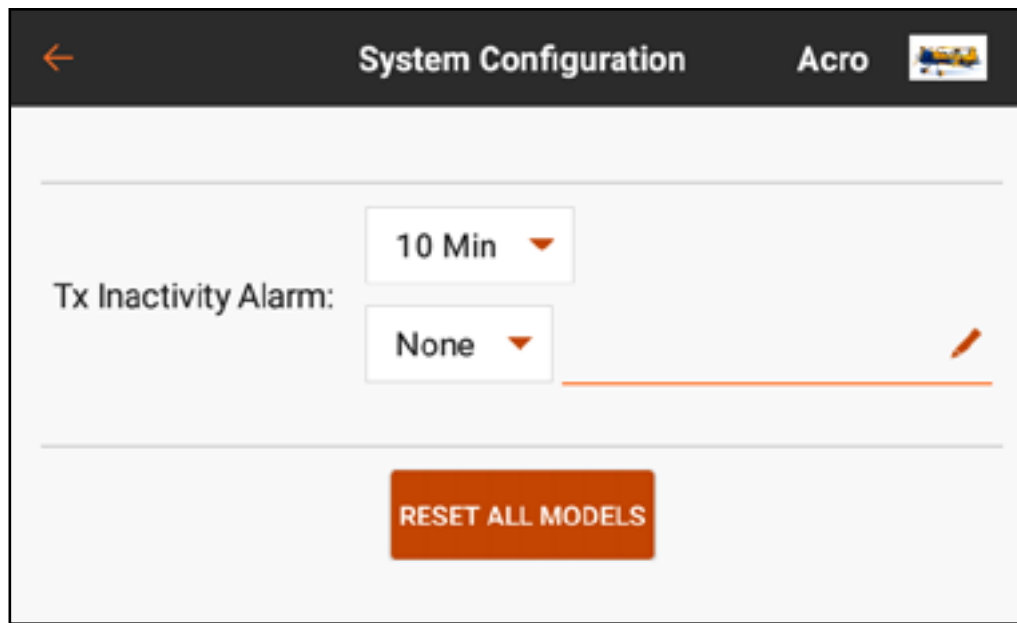 System Configuration Acro
10 Min
Tx Inactivity Alarm:
None
RESET ALL MODELS